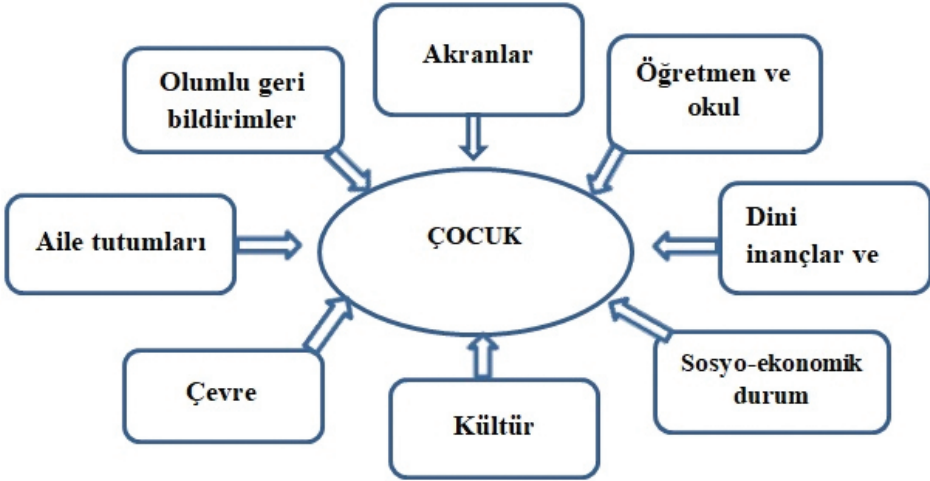 Akranlar
Olumlu geri
bildirimler
Öğretmen ve
okul
Aile tutumları
ÇOCUK
Dini
inançlar ve
Çevre
Kültür
Sosyo-ekonomik
durum